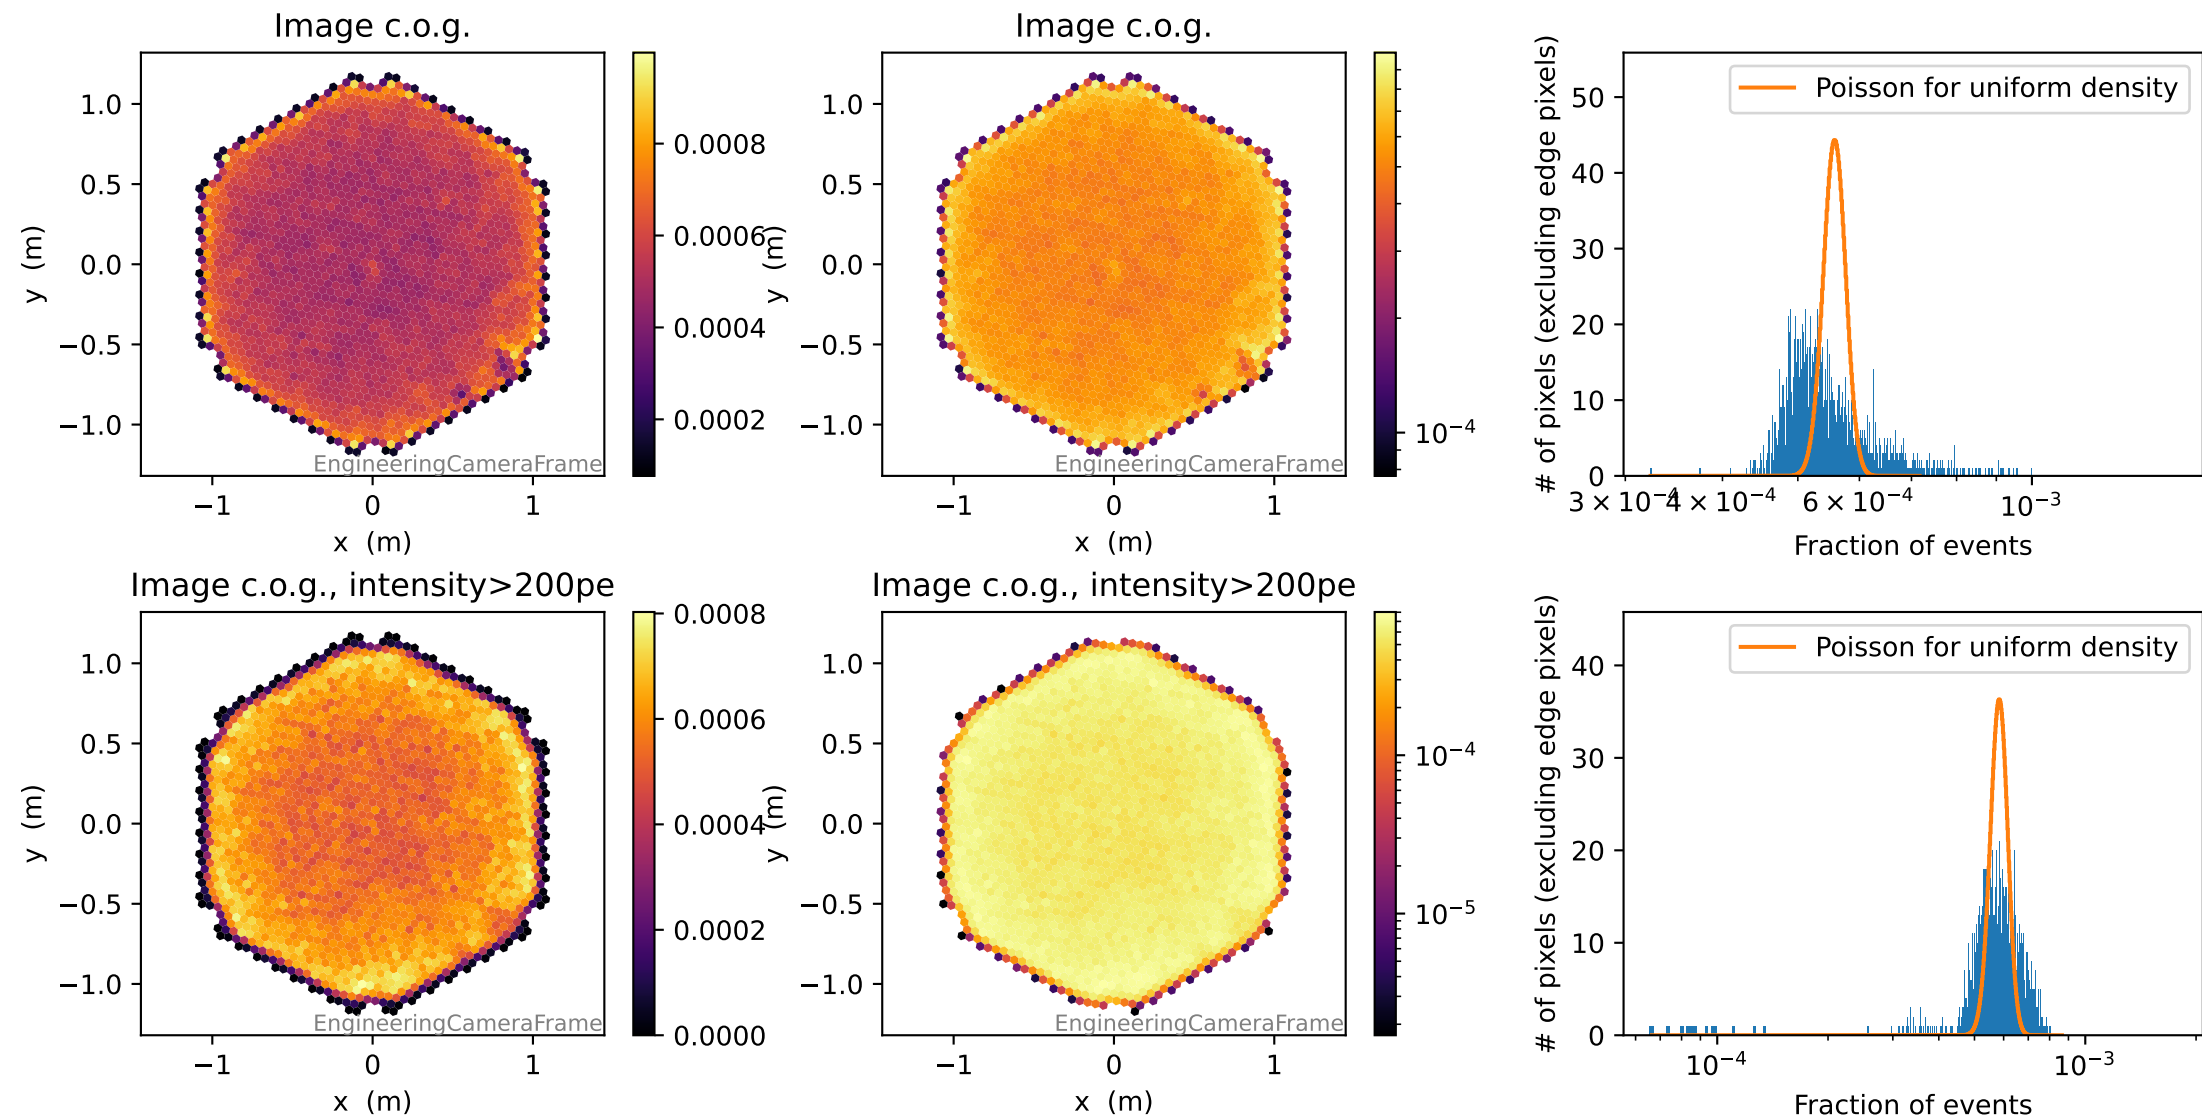 Image c.o.g.
1.0
0.5
0.0
−0.5
−1.0
y (m)
−1 0 1
x (m)
EngineeringCameraFrame
0.0008
0.0006
0.0004
0.0002
Image c.o.g.
1.0
0.5
0.0
−0.5
−1.0
y (m)
−1 0 1
x (m)
EngineeringCameraFrame
10⁻⁴
# of pixels (excluding edge pixels)
50
40
30
20
10
0
Poisson for uniform density
3 × 10⁻⁴ 4 × 10⁻⁴ 6 × 10⁻⁴ 10⁻³
Fraction of events
Image c.o.g., intensity>200pe
1.0
0.5
0.0
−0.5
−1.0
y (m)
−1 0 1
x (m)
EngineeringCameraFrame
0.0008
0.0006
0.0004
0.0002
0.0000
Image c.o.g., intensity>200pe
1.0
0.5
0.0
−0.5
−1.0
y (m)
−1 0 1
x (m)
EngineeringCameraFrame
10⁻⁴
10⁻⁵
# of pixels (excluding edge pixels)
40
30
20
10
0
Poisson for uniform density
10⁻⁴ 10⁻³
Fraction of events